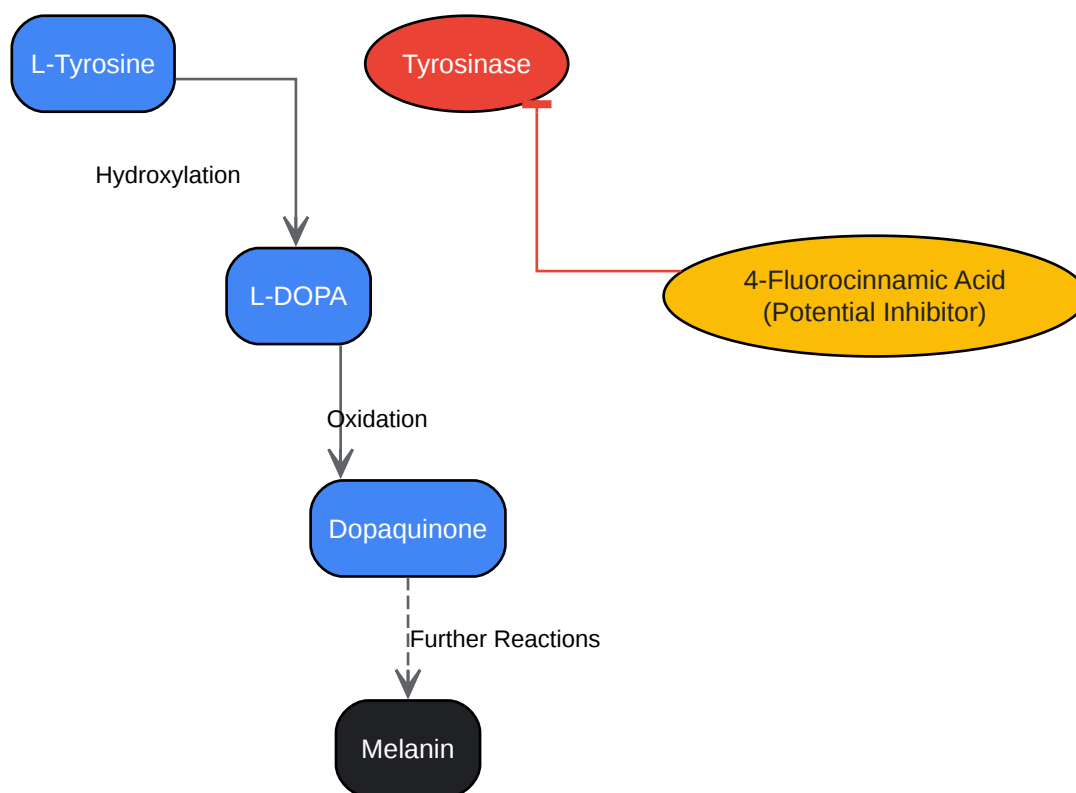 L-Tyrosine
Tyrosinase
Hydroxylation
L-DOPA
4-Fluorocinnamic Acid
(Potential Inhibitor)
Oxidation
Dopaquinone
Further Reactions
Melanin